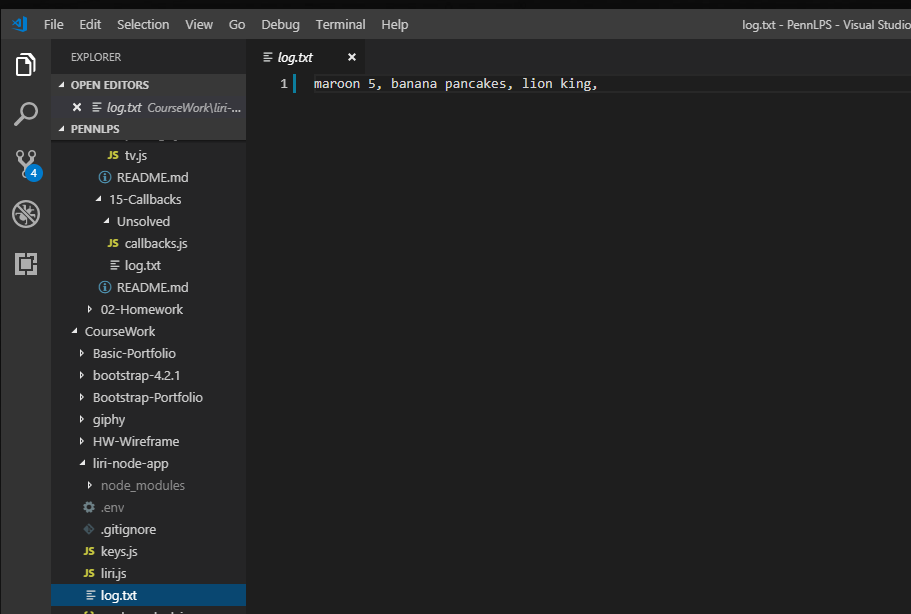 File Edit Selection View Go Debug Terminal Help log.txt - PennLPS - Visual Studio
EXPLORER
OPEN EDITORS
log.txt CourseWork\liri-...
PENNLPS
JS tv.js
README.md
15-Callbacks
Unsolved
JS callbacks.js
log.txt
README.md
02-Homework
CourseWork
Basic-Portfolio
bootstrap-4.2.1
Bootstrap-Portfolio
giphy
HW-Wireframe
liri-node-app
node_modules
.env
.gitignore
JS keys.js
JS liri.js
log.txt
4
log.txt
1 maroon 5, banana pancakes, lion king,